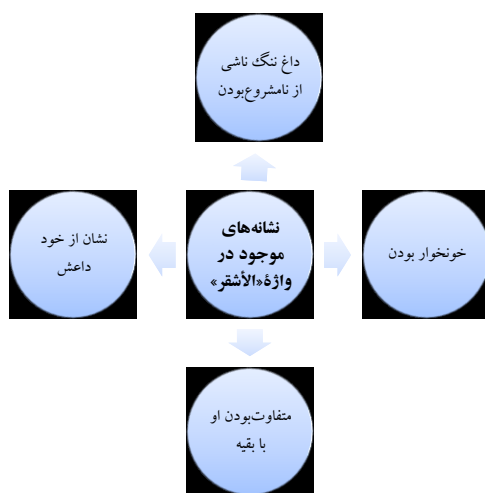 داغ ننگ ناشی
از نامشروع‌بودن
نشانه‌های
موجود در
واژۀ«الأشقر»
خونخوار بودن
نشان از خود
داعش
متفاوت‌بودن او
با بقیه